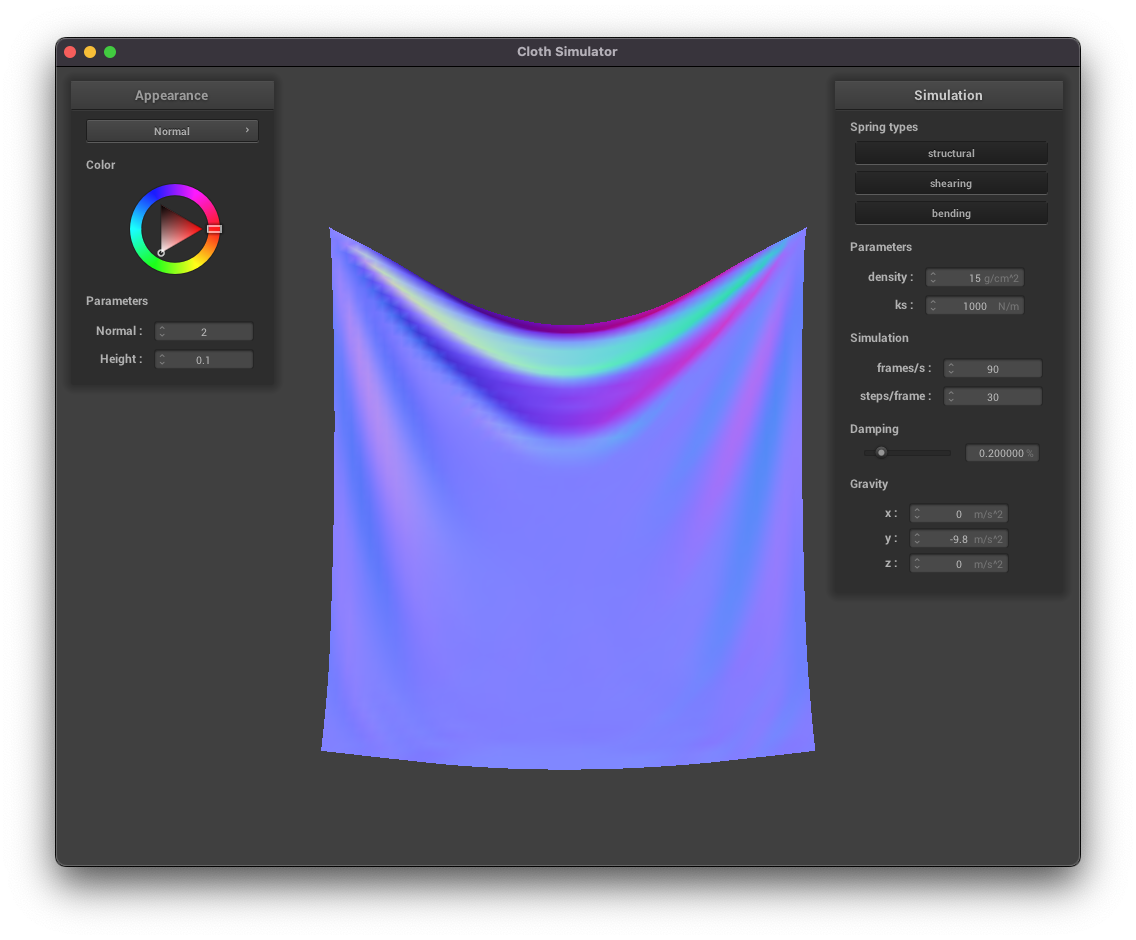 Cloth Simulator
Appearance
Normal ›
Color
Parameters
Normal : 2
Height : 0.1
Simulation
Spring types
structural
shearing
bending
Parameters
density : 15 g/cm^2
ks : 1000 N/m
Simulation
frames/s : 90
steps/frame : 30
Damping
0.200000 %
Gravity
x : 0 m/s^2
y : -9.8 m/s^2
z : 0 m/s^2